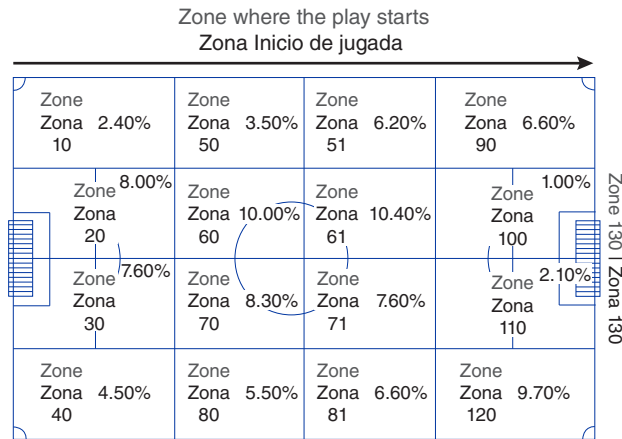 Zone where the play starts
Zona Inicio de jugada
Zone
Zona 2.40%
10
Zone
Zona 3.50%
50
Zone
Zona 6.20%
51
Zone
Zona 6.60%
90
8.00%
Zone
Zona
20
Zone
Zona 10.00%
60
Zone
Zona 10.40%
61
1.00%
Zone
Zona
100
7.60%
Zone
Zona
30
Zone
Zona 8.30%
70
Zone
Zona 7.60%
71
2.10%
Zone
Zona
110
Zone
Zona 4.50%
40
Zone
Zona 5.50%
80
Zone
Zona 6.60%
81
Zone
Zona 9.70%
120
Zone 130 | Zona 130